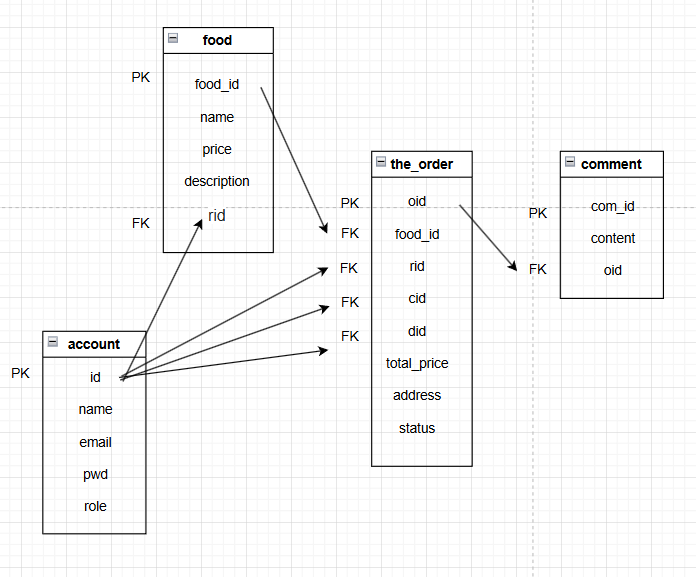 food
PK
food_id
name
price
description
FK
rid
the_order
PK
oid
FK
food_id
FK
rid
FK
cid
FK
did
total_price
address
status
comment
PK
com_id
content
FK
oid
account
PK
id
name
email
pwd
role